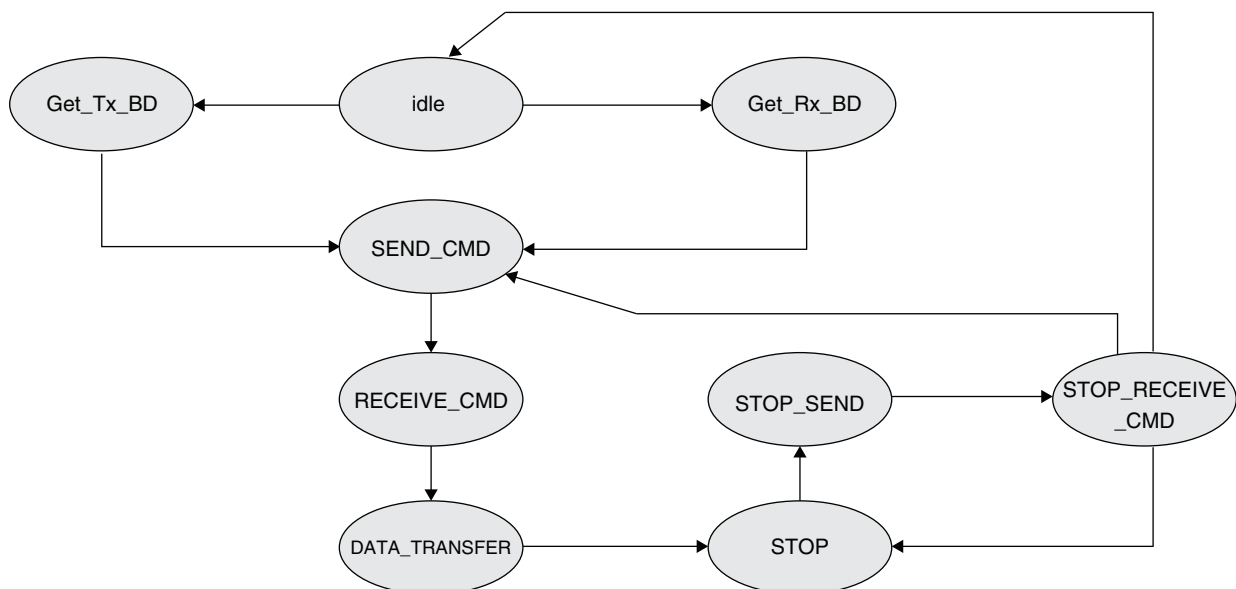 Get_Tx_BD
idle
Get_Rx_BD
SEND_CMD
RECEIVE_CMD
STOP_SEND
STOP_RECEIVE
_CMD
DATA_TRANSFER
STOP